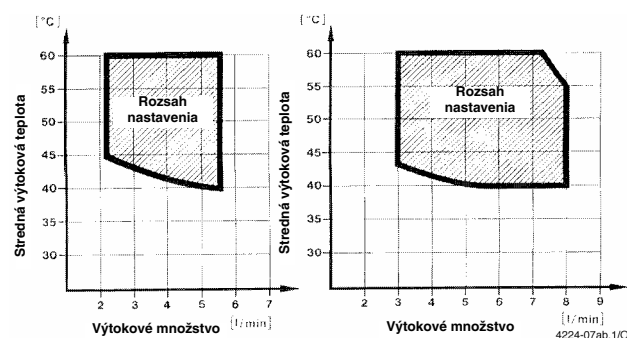 [°C]
60
55
50
45
40
35
30
Stredná výtoková teplota
Rozsah
nastavenia
2 3 4 5 6 7
Výtokové množstvo [l/min]
[°C]
60
55
50
45
40
35
30
Stredná výtoková teplota
Rozsah
nastavenia
2 3 4 5 6 7 8 9
Výtokové množstvo [l/min]
4224-07ab.1/O